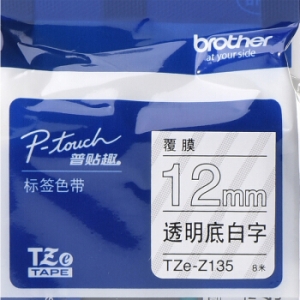 brother
at your side
P-touch
普贴趣
标签色带
覆膜
12mm
透明底白字
TZe-Z135 8米
TZe
TAPE